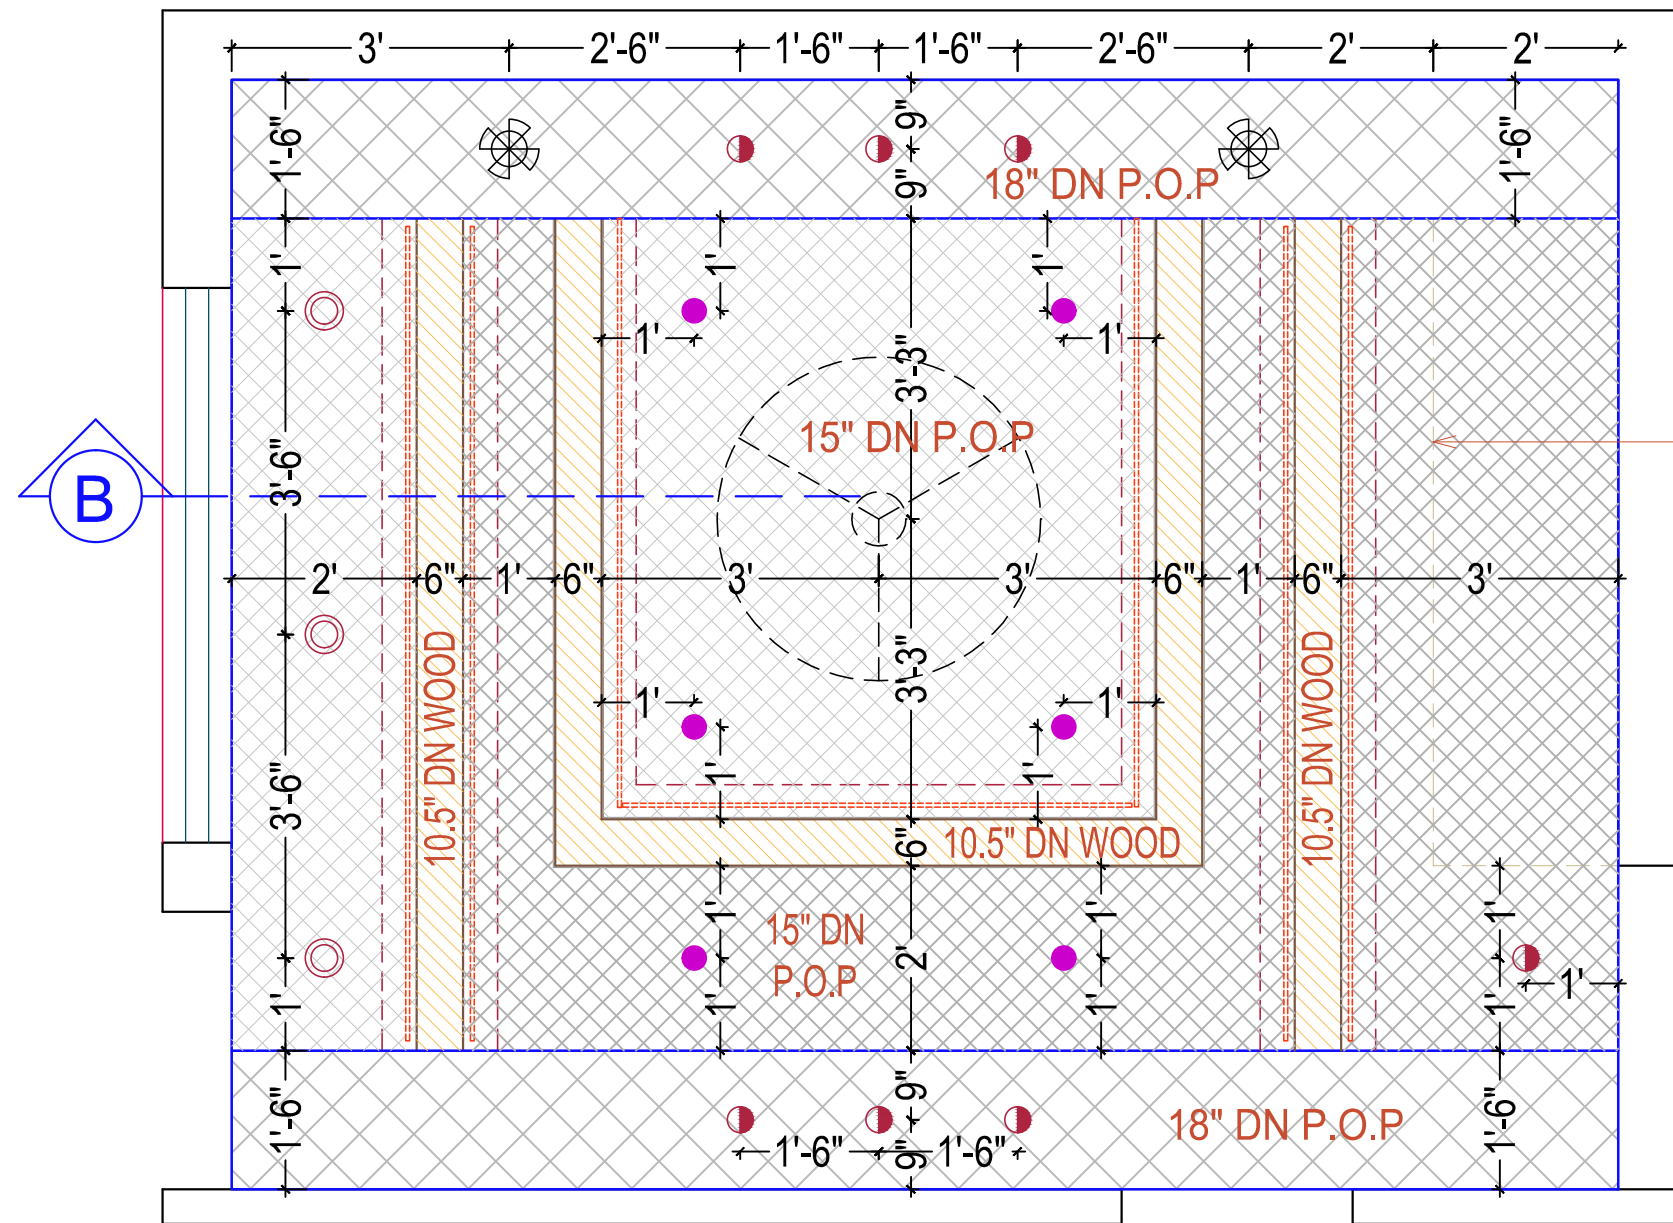 3' 2'-6" 1'-6" 1'-6" 2'-6" 2' 2'
1'-6" 9" 1'-6"
9" 18" DN P.O.P
1' 1' 1'
1' 3'-3" 1'
15" DN P.O.P
3'-6"
B
2' 6" 1' 6" 3' 3' 6" 1' 6" 3'
3'-3"
1' 1'
10.5" DN WOOD
10.5" DN WOOD
3'-6" 1' 1'
6" 10.5" DN WOOD
1' 1' 1'
15" DN
P.O.P
2'
1' 1' 1' 1' 1'
1'-6" 9" 18" DN P.O.P 1'-6"
1'-6" 9" 1'-6"